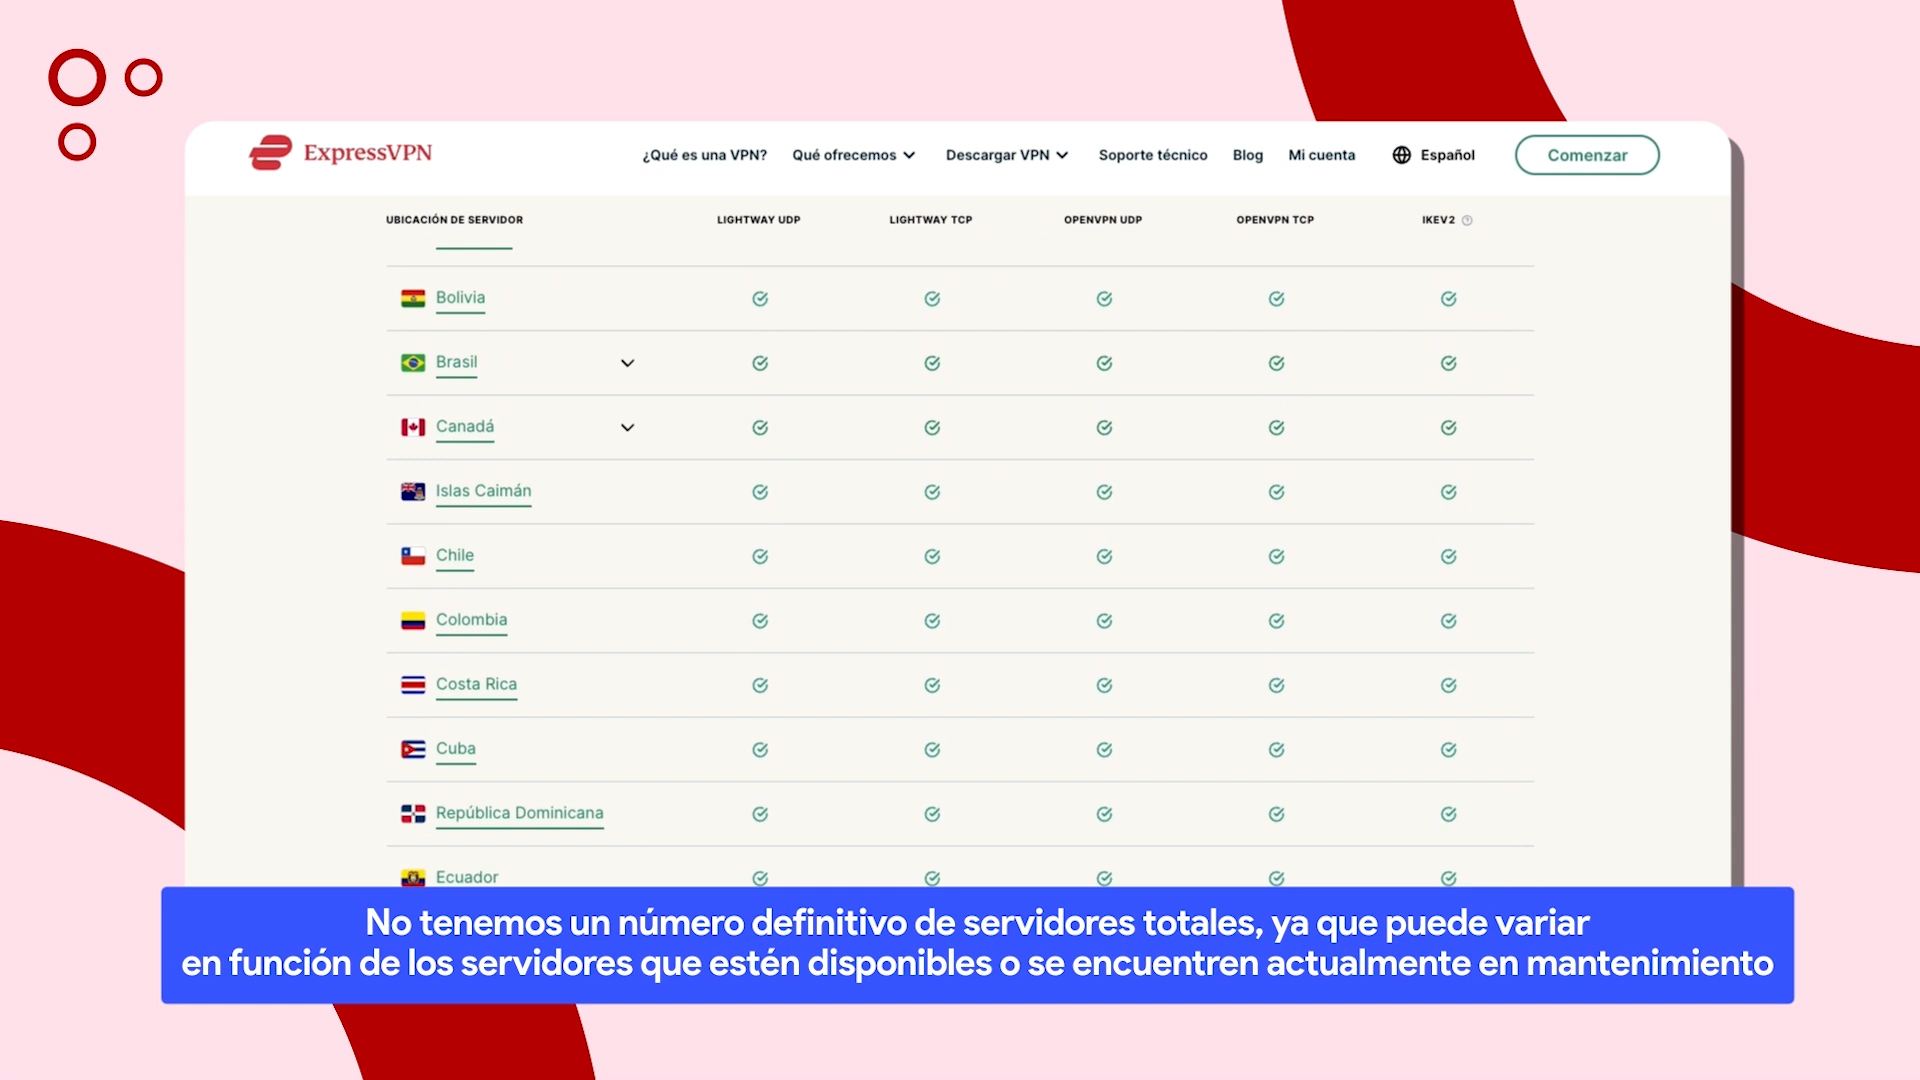 ExpressVPN
¿Qué es una VPN? Qué ofrecemos Descargar VPN Soporte técnico Blog Mi cuenta Español Comenzar
UBICACIÓN DE SERVIDOR LIGHTWAY UDP LIGHTWAY TCP OPENVPN UDP OPENVPN TCP IKEV2
Bolivia
Brasil
Canadá
Islas Caimán
Chile
Colombia
Costa Rica
Cuba
República Dominicana
Ecuador
No tenemos un número definitivo de servidores totales, ya que puede variar
en función de los servidores que estén disponibles o se encuentren actualmente en mantenimiento